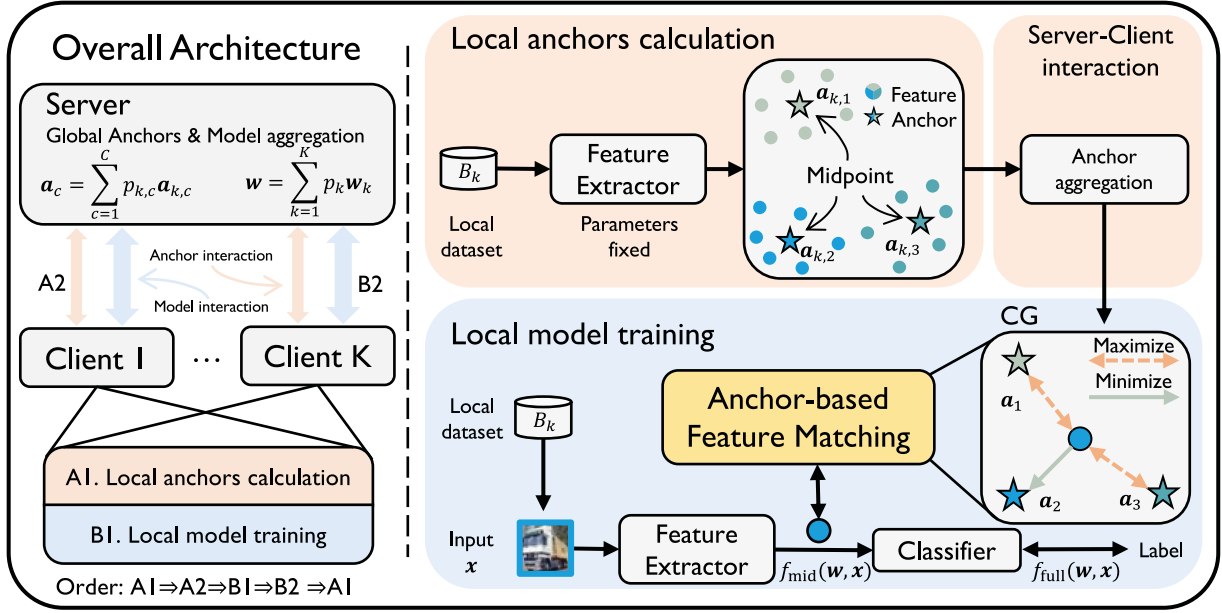 Overall Architecture
Server
Global Anchors & Model aggregation
𝒂_c = ∑_{c=1}^{C} p_{k,c} 𝒂_{k,c}
𝒘 = ∑_{k=1}^{K} p_k 𝒘_k
Anchor interaction
A2
B2
Model interaction
Client 1
...
Client K
A1. Local anchors calculation
B1. Local model training
Order: A1⇒A2⇒B1⇒B2 ⇒A1
Local anchors calculation
B_k
Local
dataset
Feature
Extractor
Parameters
fixed
𝒂_{k,1}
Feature
Anchor
Midpoint
𝒂_{k,2}
𝒂_{k,3}
Server-Client
interaction
Anchor
aggregation
Local model training
Local
dataset
B_k
Input
𝒙
Feature
Extractor
Anchor-based
Feature Matching
f_mid(𝒘, 𝒙)
Classifier
f_full(𝒘, 𝒙)
Label
CG
Maximize
Minimize
𝒂_1
𝒂_2
𝒂_3